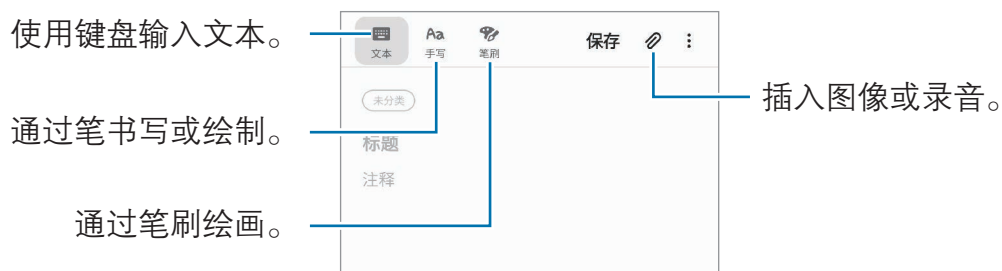 使用键盘输入文本。
通过笔书写或绘制。
通过笔刷绘画。
文本
Aa
手写
笔刷
保存
未分类
标题
注释
插入图像或录音。